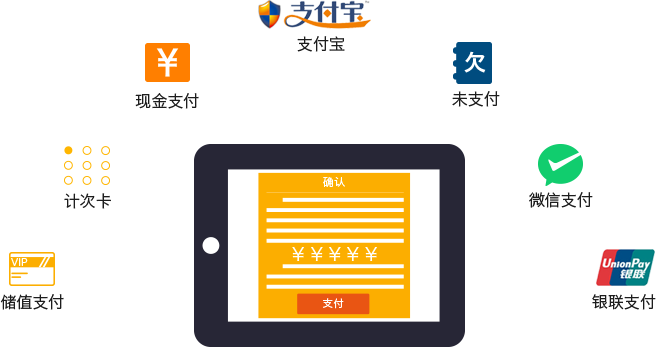 支付宝
支付宝
¥
现金支付
欠
未支付
计次卡
微信支付
VIP
储值支付
确认
¥¥¥¥¥
支付
UnionPay
银联
银联支付